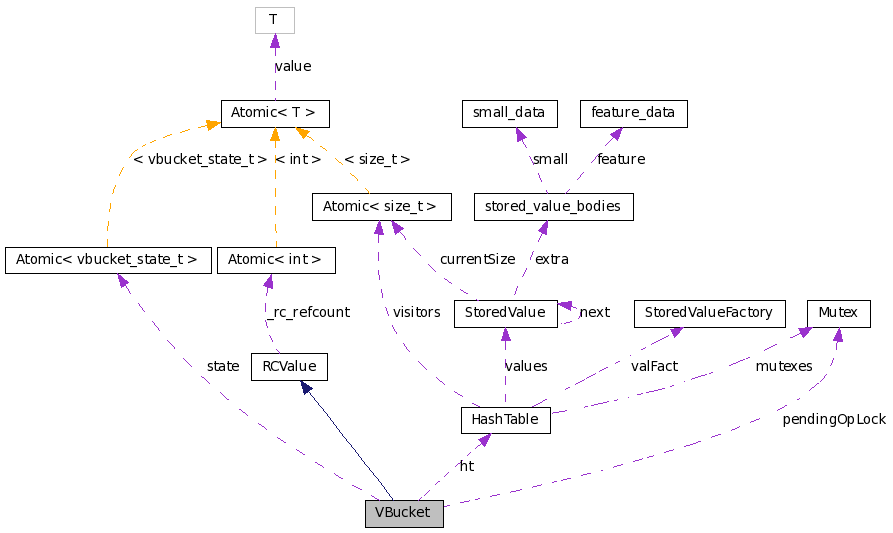 T
value
Atomic< T >
small_data
feature_data
< vbucket_state_t >
< int >
< size_t >
small
feature
Atomic< size_t >
stored_value_bodies
Atomic< vbucket_state_t >
Atomic< int >
currentSize
extra
_rc_refcount
visitors
StoredValue
next
StoredValueFactory
Mutex
state
RCValue
values
valFact
mutexes
HashTable
pendingOpLock
ht
VBucket